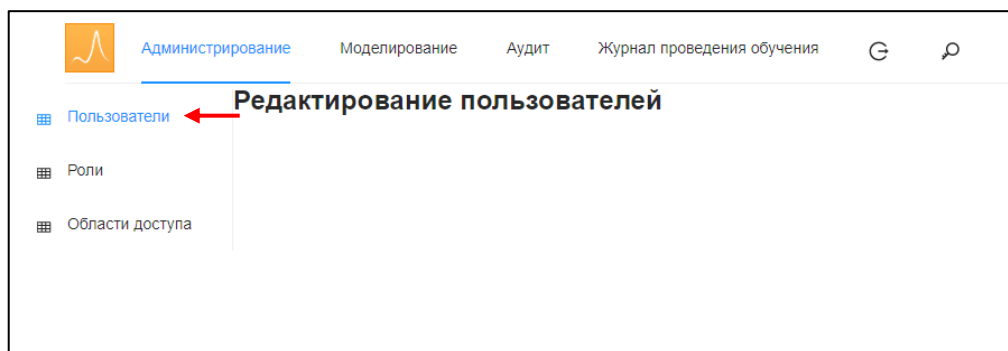 Администрирование Моделирование Аудит Журнал проведения обучения
Редактирование пользователей
Пользователи
Роли
Области доступа